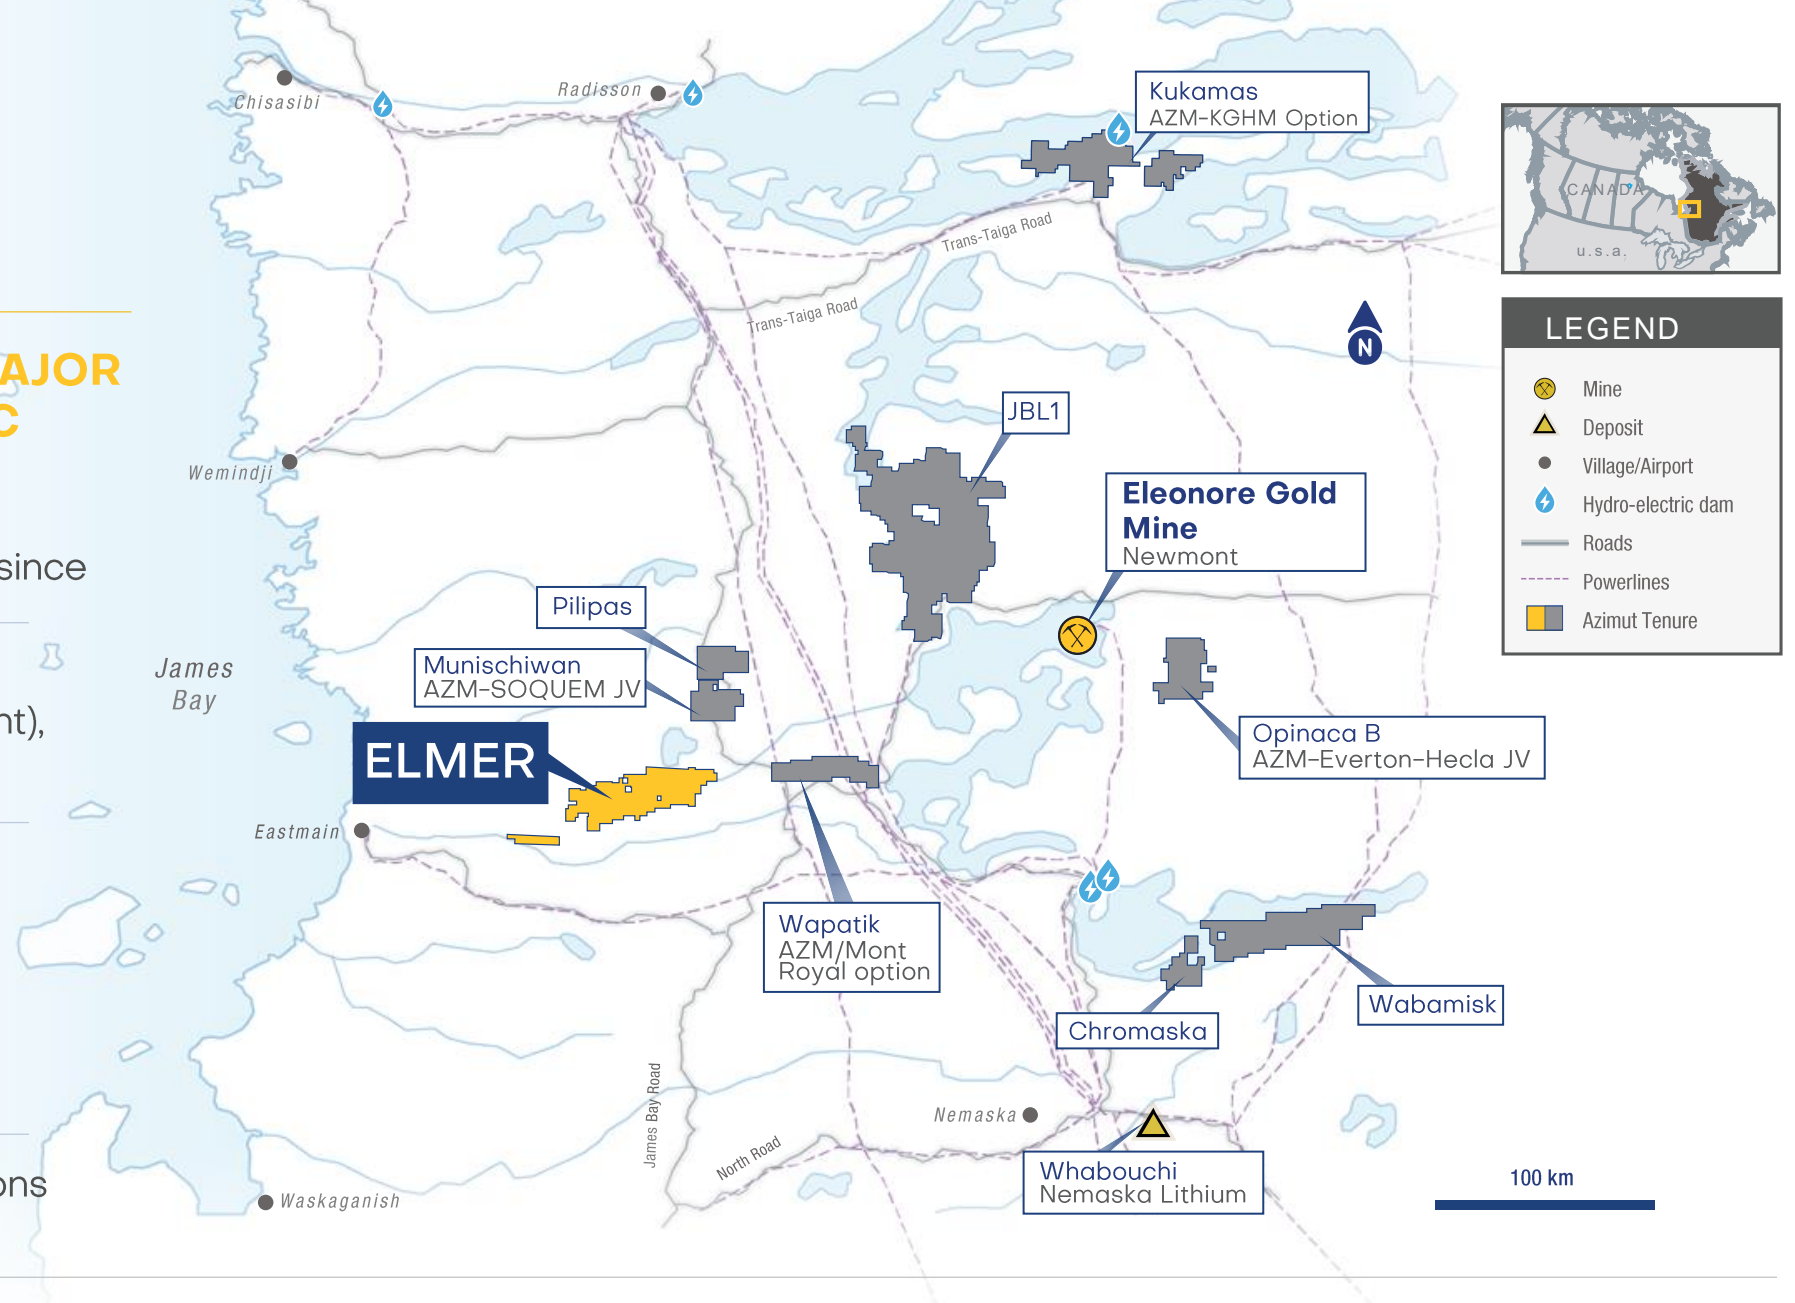 AJOR
C
since
nt),
ons
Chisasibi
Radisson
Kukamas
AZM-KGHM Option
Trans-Taiga Road
Trans-Taiga Road
CANADA
u.s.a.
N
LEGEND
Mine
Deposit
Village/Airport
Hydro-electric dam
Roads
Powerlines
Azimut Tenure
JBL1
Wemindji
Eleonore Gold
Mine
Newmont
Pilipas
Munischiwan
AZM-SOQUEM JV
James
Bay
ELMER
Opinaca B
AZM-Everton-Hecla JV
Eastmain
Wapatik
AZM/Mont
Royal option
Wabamisk
Chromaska
James Bay Road
North Road
Nemaska
Whabouchi
Nemaska Lithium
Waskaganish
100 km